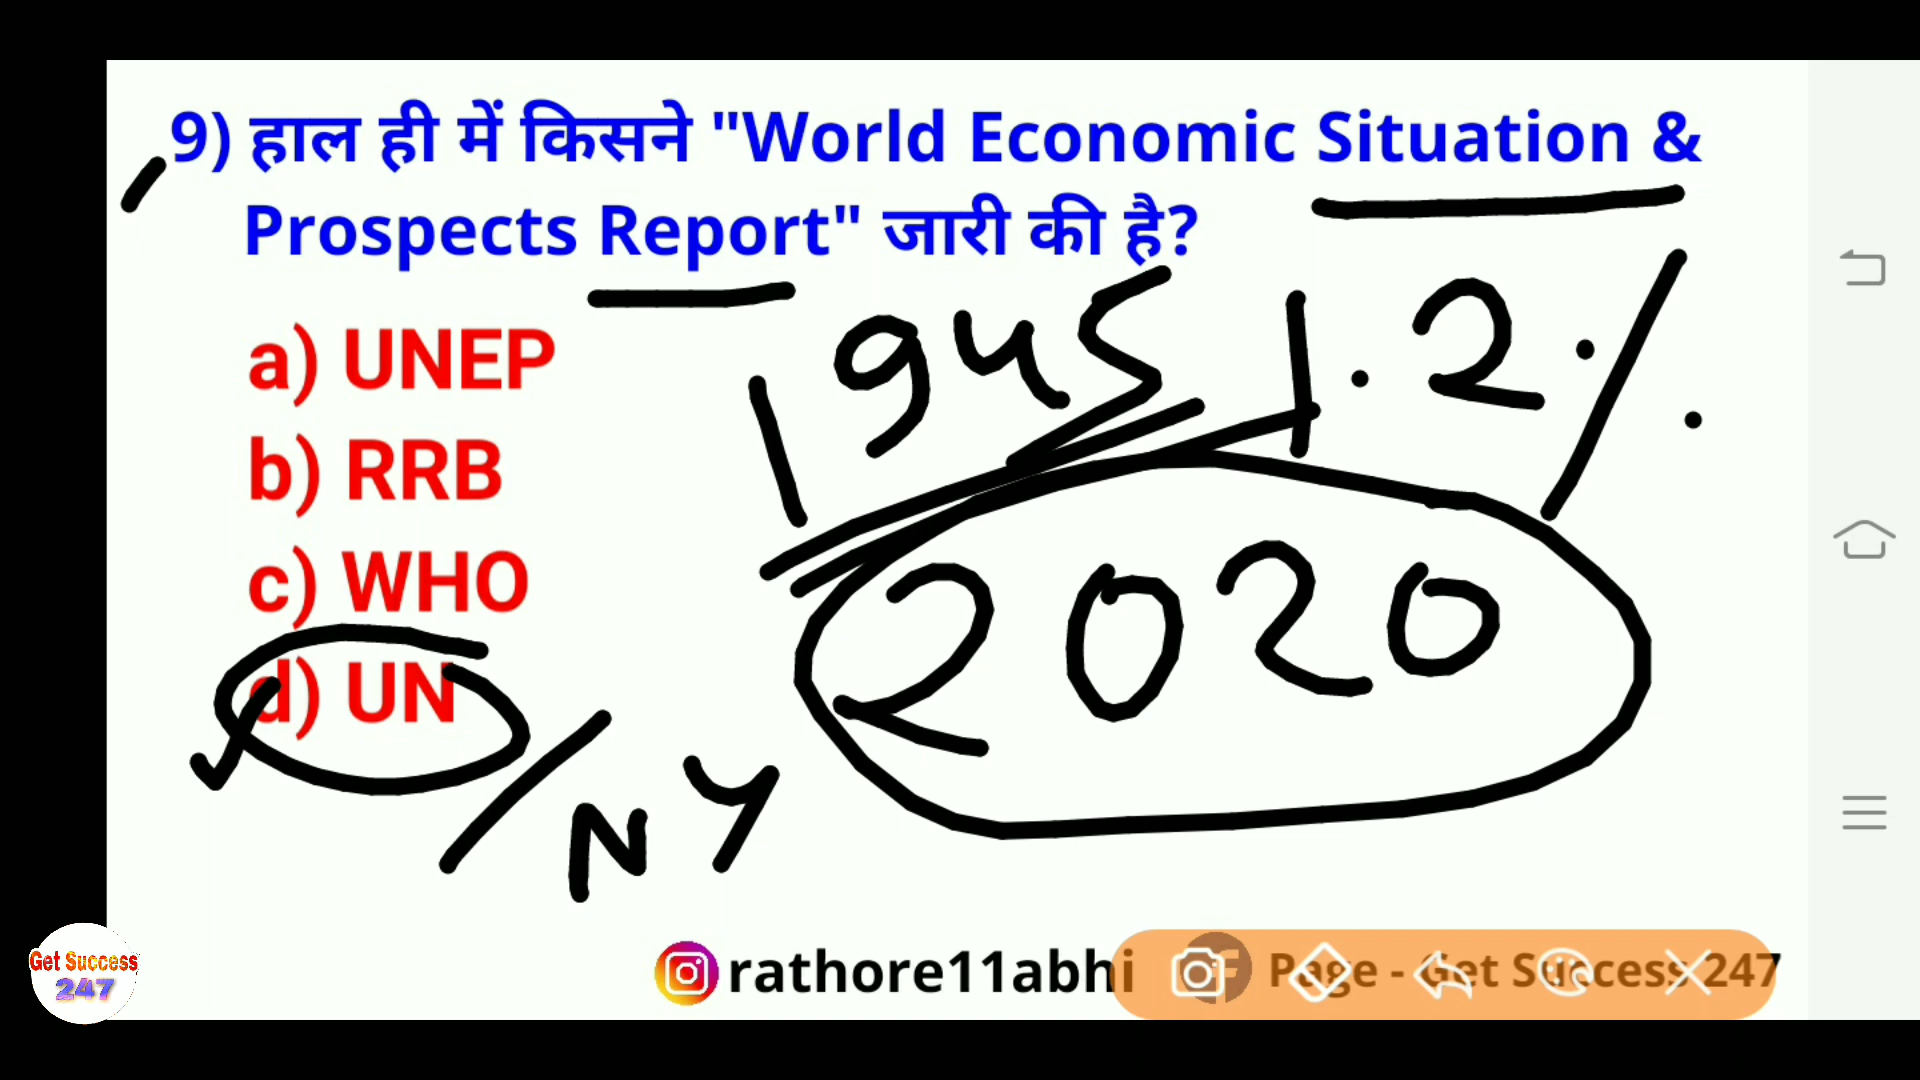 9) हाल ही में किसने "World Economic Situation &
Prospects Report" जारी की है?
a) UNEP
b) RRB
c) WHO
d) UN
1945
1.2%
2020
NY
Get Success
247
rathore11abhi
Page - Get Success 247